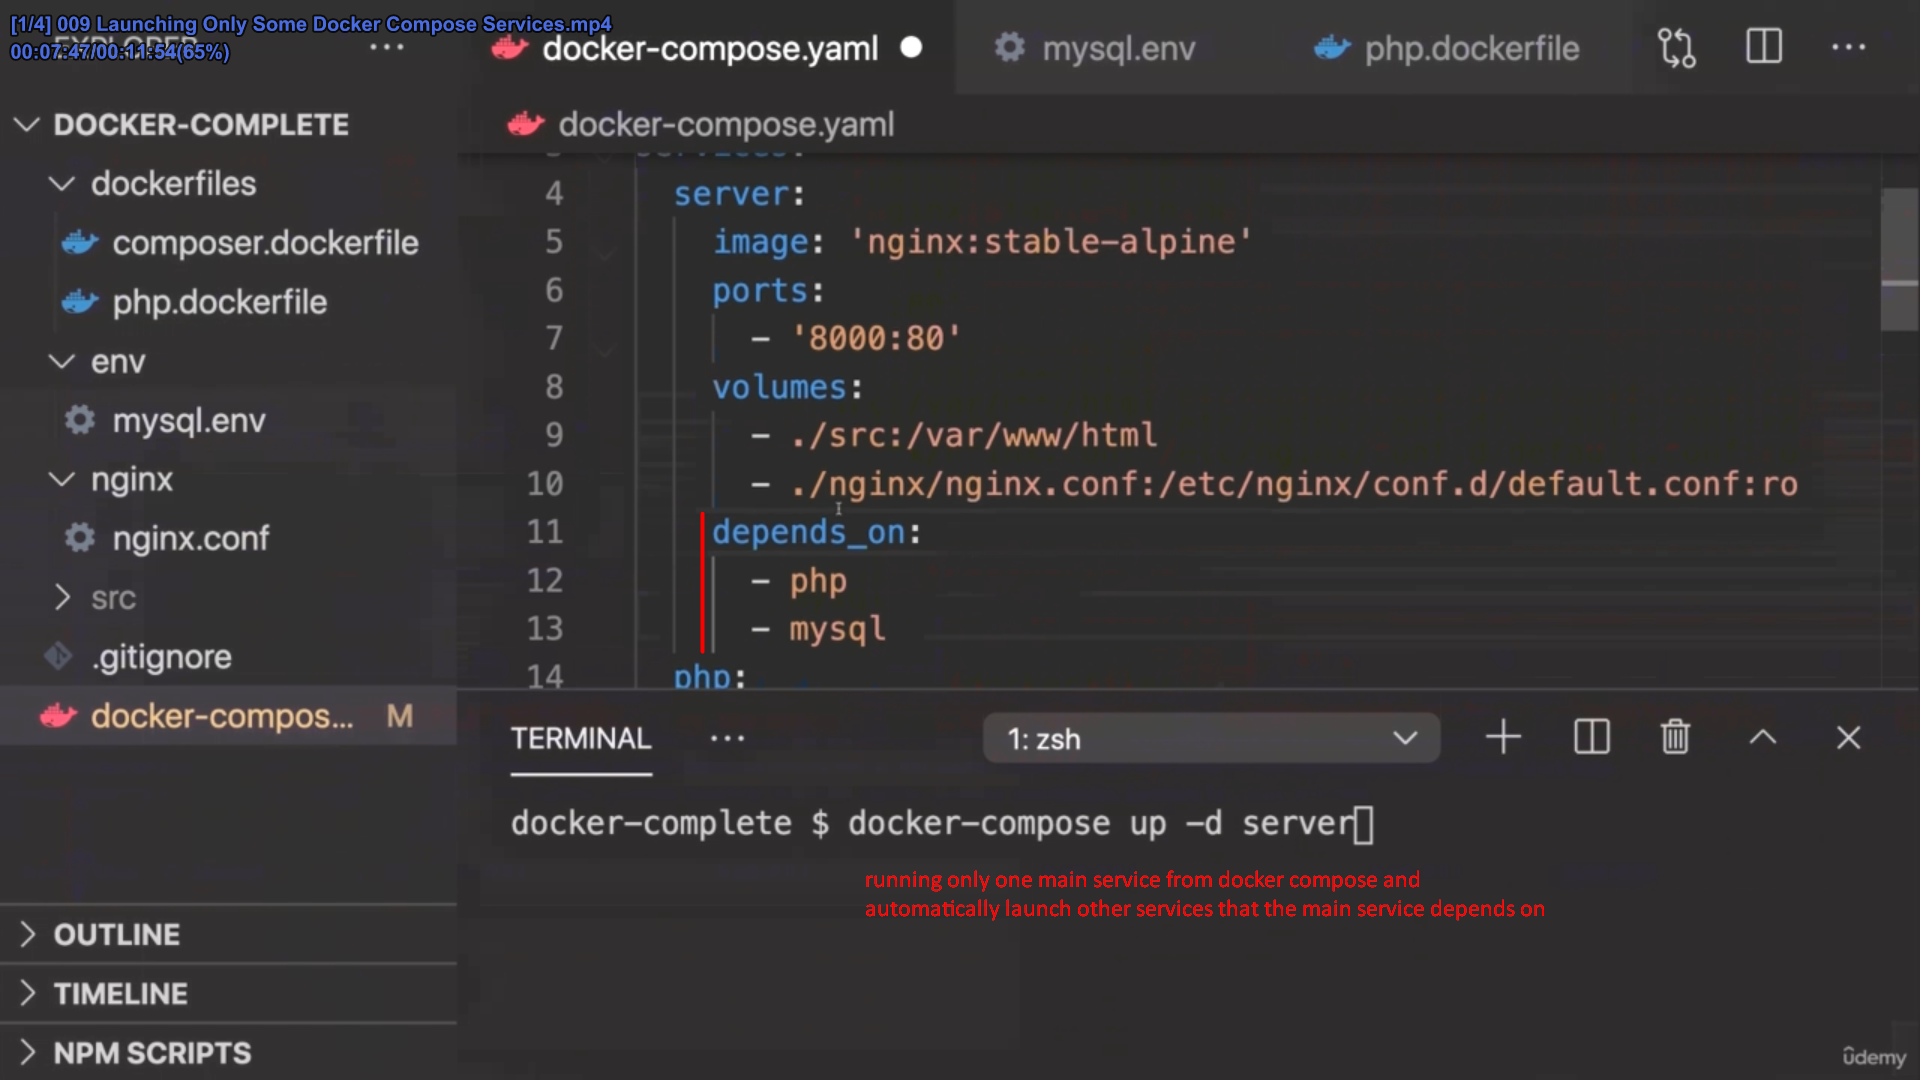 [1/4] 009 Launching Only Some Docker Compose Services.mp4
00:07:47/00:11:54(65%)
EXPLORER
docker-compose.yaml
mysql.env
php.dockerfile
DOCKER-COMPLETE
dockerfiles
composer.dockerfile
php.dockerfile
env
mysql.env
nginx
nginx.conf
src
.gitignore
docker-compos... M
OUTLINE
TIMELINE
NPM SCRIPTS
docker-compose.yaml
3 services:
4 server:
5 image: 'nginx:stable-alpine'
6 ports:
7 - '8000:80'
8 volumes:
9 - ./src:/var/www/html
10 - ./nginx/nginx.conf:/etc/nginx/conf.d/default.conf:ro
11 depends_on:
12 - php
13 - mysql
14 php:
TERMINAL
1: zsh
docker-complete $ docker-compose up -d server
running only one main service from docker compose and
automatically launch other services that the main service depends on
ûdemy